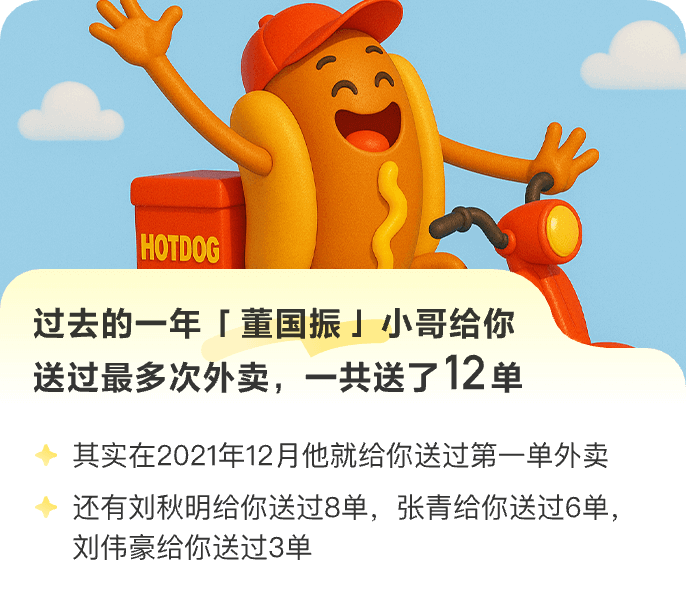 HOTDOG
过去的一年「董国振」小哥给你
送过最多次外卖，一共送了12单
其实在2021年12月他就给你送过第一单外卖
还有刘秋明给你送过8单，张青给你送过6单，
刘伟豪给你送过3单